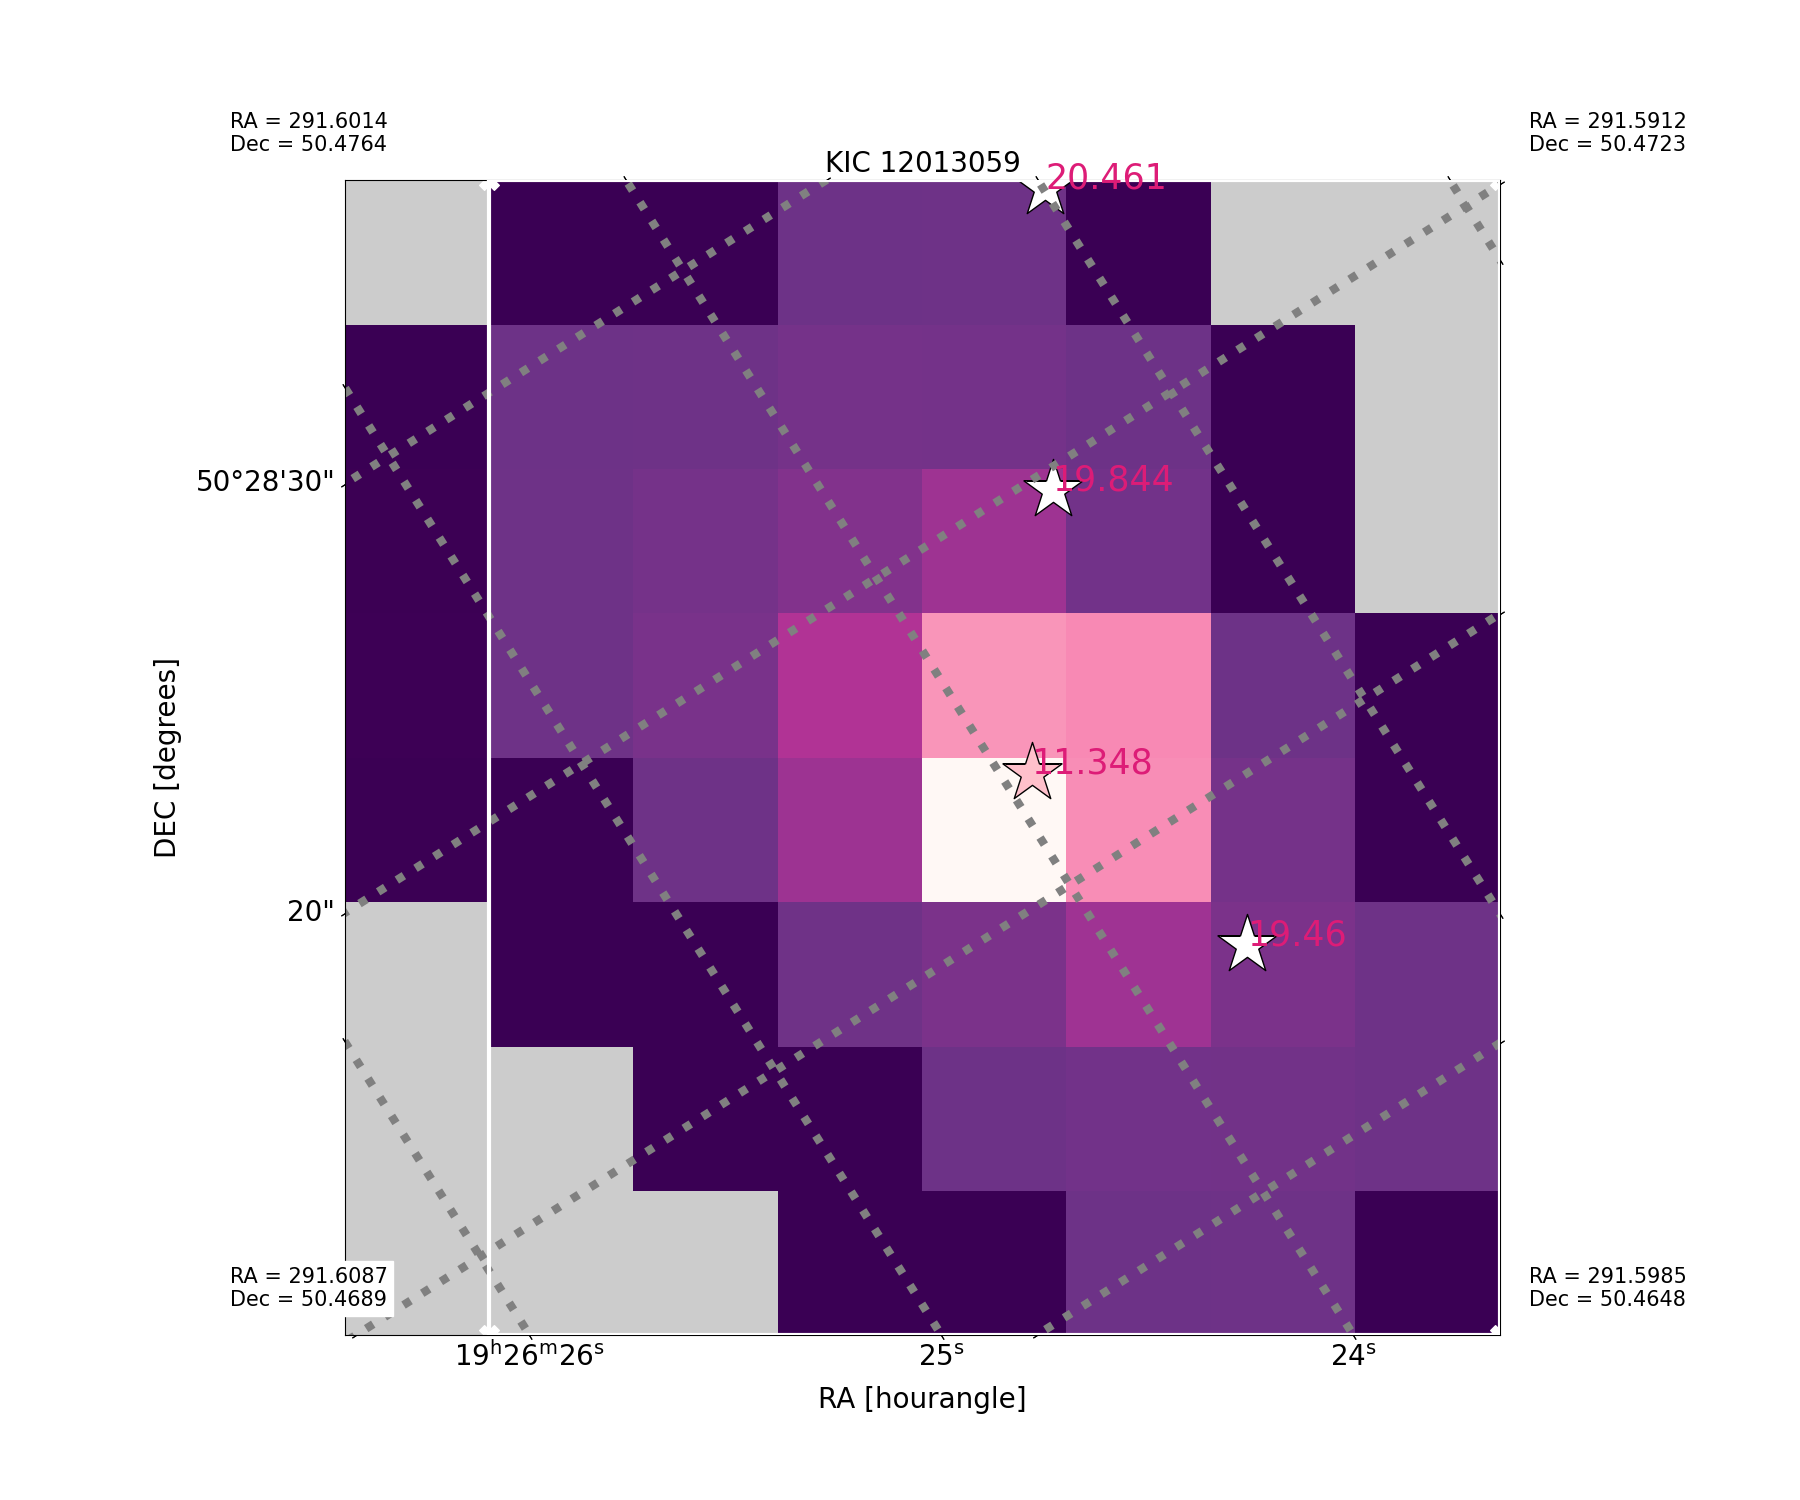 RA = 291.6014
Dec = 50.4764
RA = 291.5912
Dec = 50.4723
KIC 12013059
20.461
50°28'30"
19.844
DEC [degrees]
11.348
20"
19.46
RA = 291.6087
Dec = 50.4689
RA = 291.5985
Dec = 50.4648
19ʰ26ᵐ26ˢ
25ˢ
24ˢ
RA [hourangle]